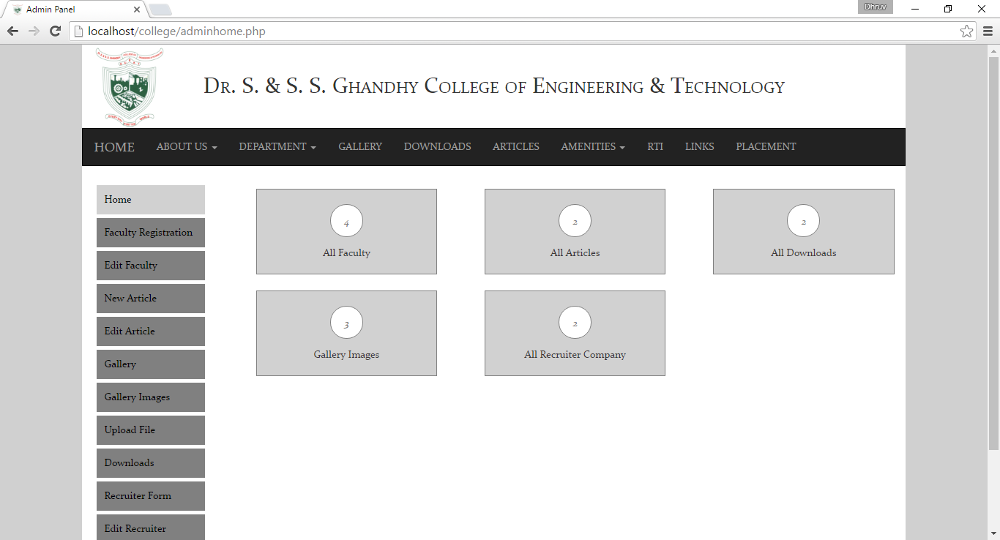 Admin Panel
Dhruv
localhost/college/adminhome.php
Dr. S. & S. S. Ghandhy College of Engineering & Technology
HOME ABOUT US DEPARTMENT GALLERY DOWNLOADS ARTICLES AMENITIES RTI LINKS PLACEMENT
Home
Faculty Registration
Edit Faculty
New Article
Edit Article
Gallery
Gallery Images
Upload File
Downloads
Recruiter Form
Edit Recruiter
4
All Faculty
2
All Articles
2
All Downloads
3
Gallery Images
2
All Recruiter Company